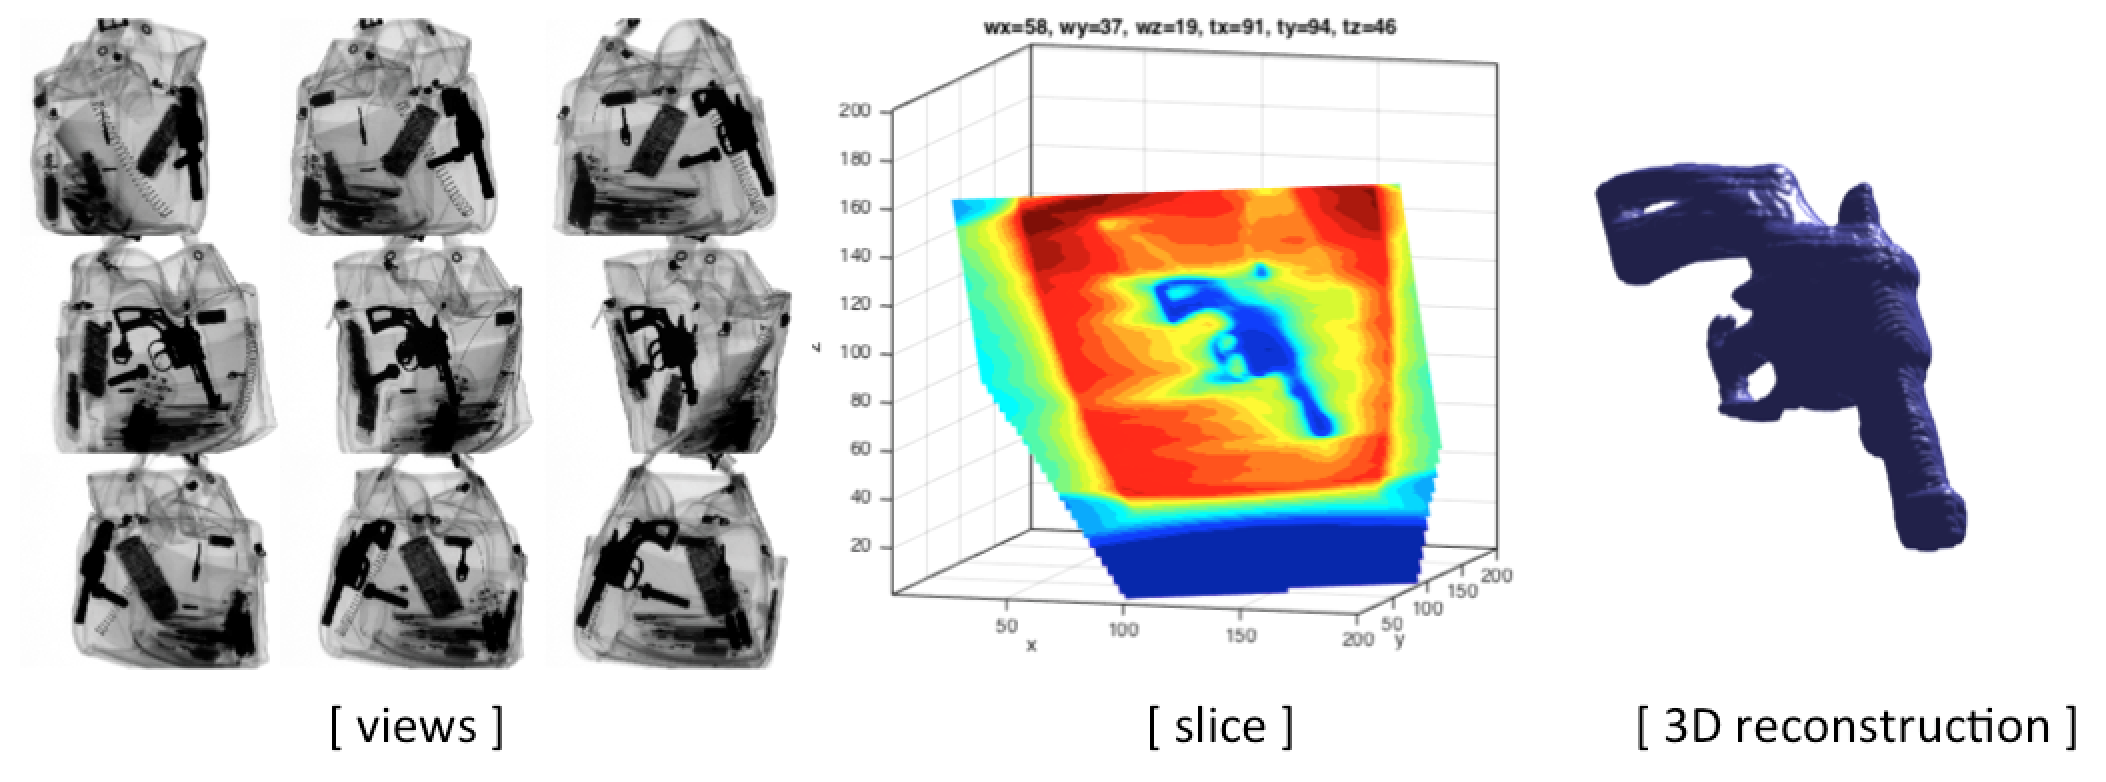 wx=58, wy=37, wz=19, tx=91, ty=94, tz=46
200
180
160
140
120
100
80
60
40
20
z
50
100
150
200
x
50
100
150
200
y
[ views ]
[ slice ]
[ 3D reconstruction ]